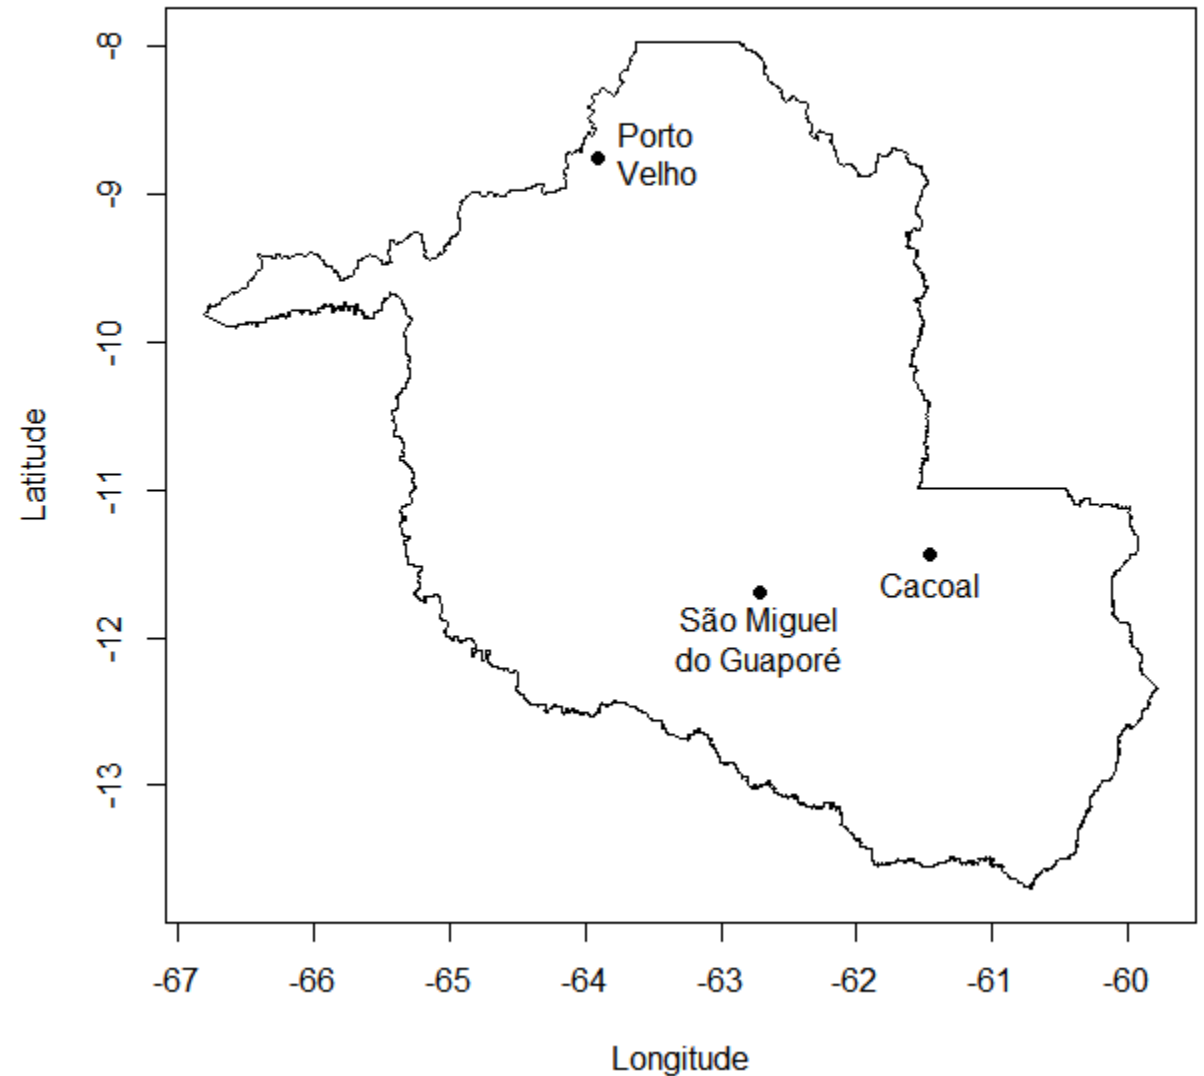 -8
-9
-10
-11
-12
-13
Latitude
Porto
Velho
Cacoal
São Miguel
do Guaporé
-67 -66 -65 -64 -63 -62 -61 -60
Longitude